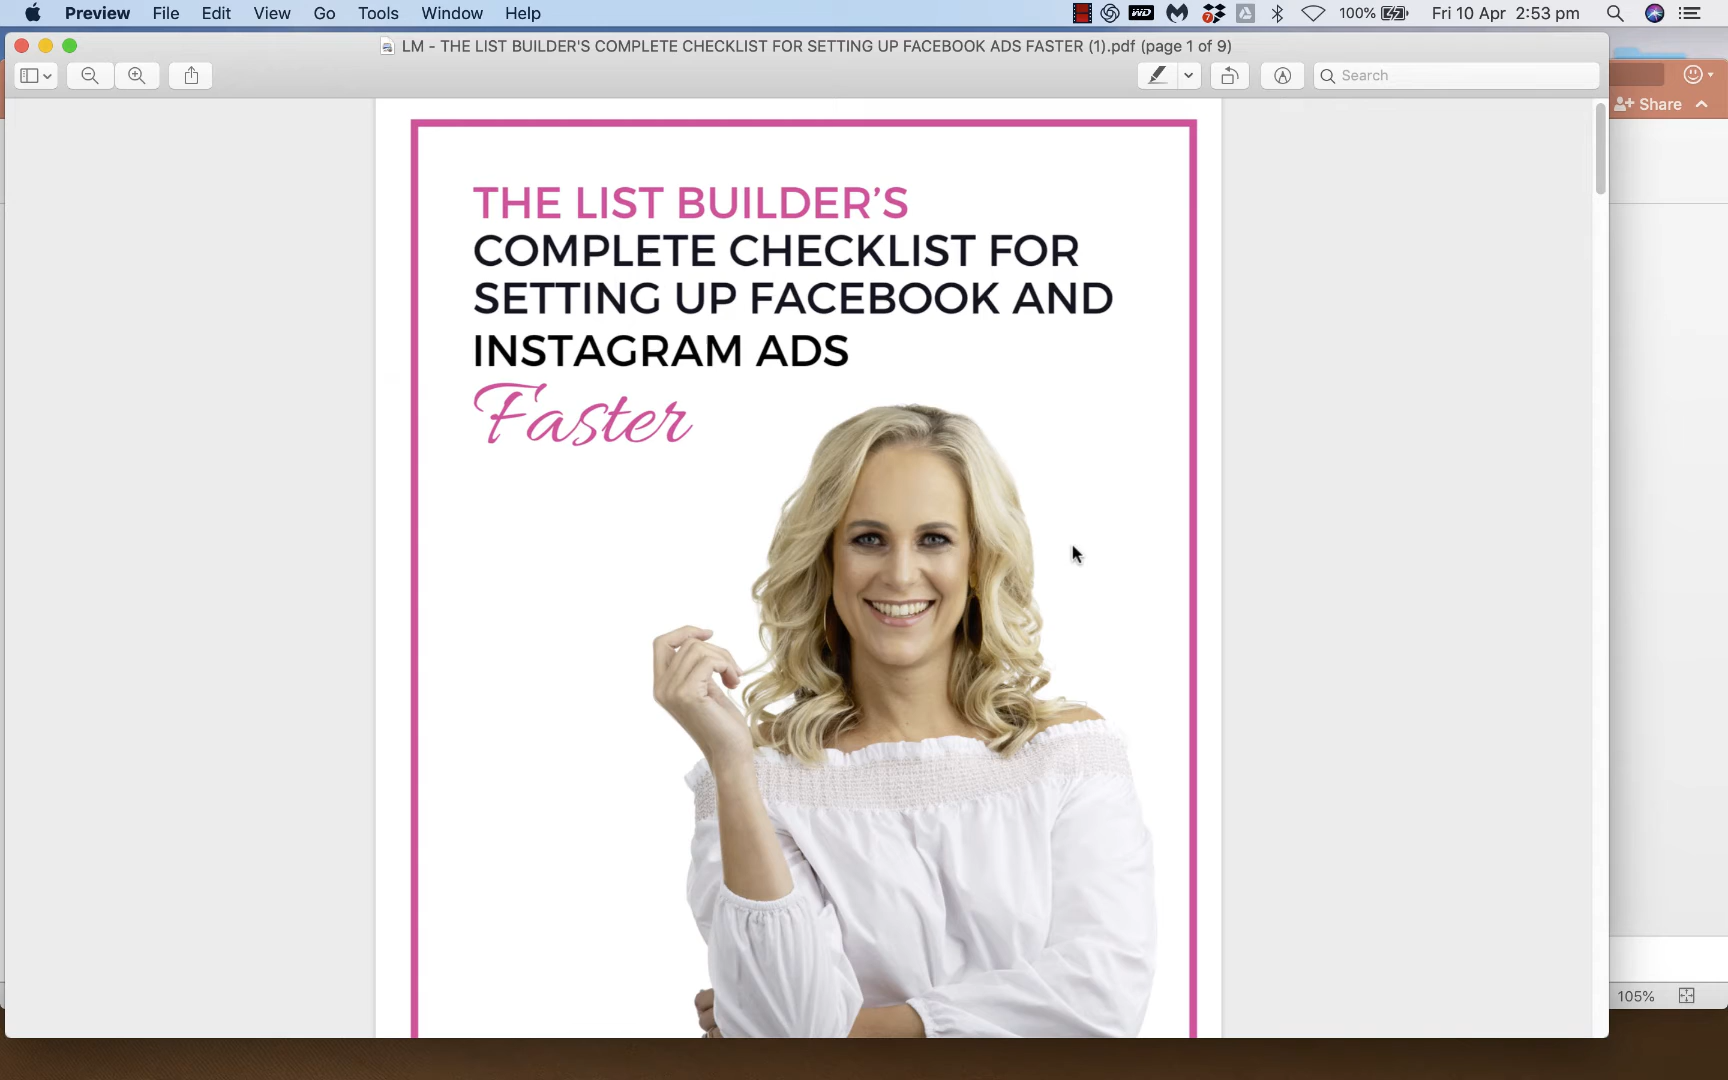 Preview File Edit View Go Tools Window Help WD 7 100% Fri 10 Apr 2:53 pm
LM - THE LIST BUILDER'S COMPLETE CHECKLIST FOR SETTING UP FACEBOOK ADS FASTER (1).pdf (page 1 of 9)
Search
Share
THE LIST BUILDER’S
COMPLETE CHECKLIST FOR
SETTING UP FACEBOOK AND
INSTAGRAM ADS
Faster
105%